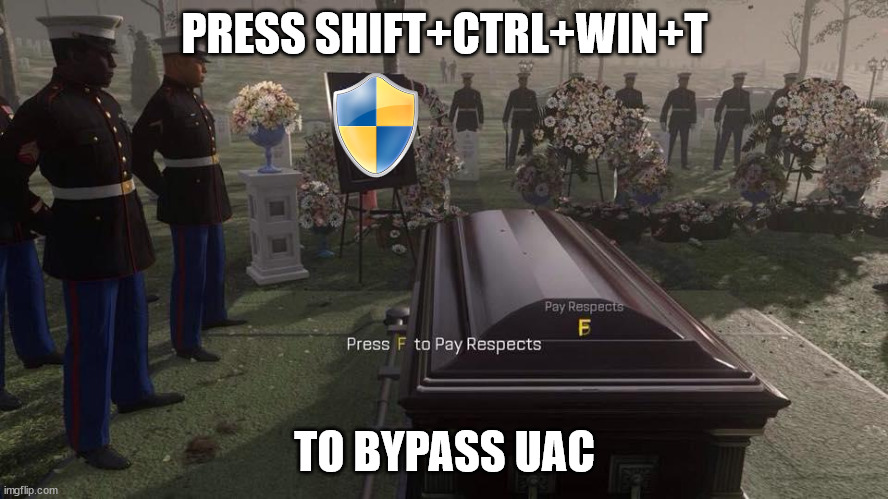 PRESS SHIFT+CTRL+WIN+T
Pay Respects
F
Press F to Pay Respects
TO BYPASS UAC
imgflip.com